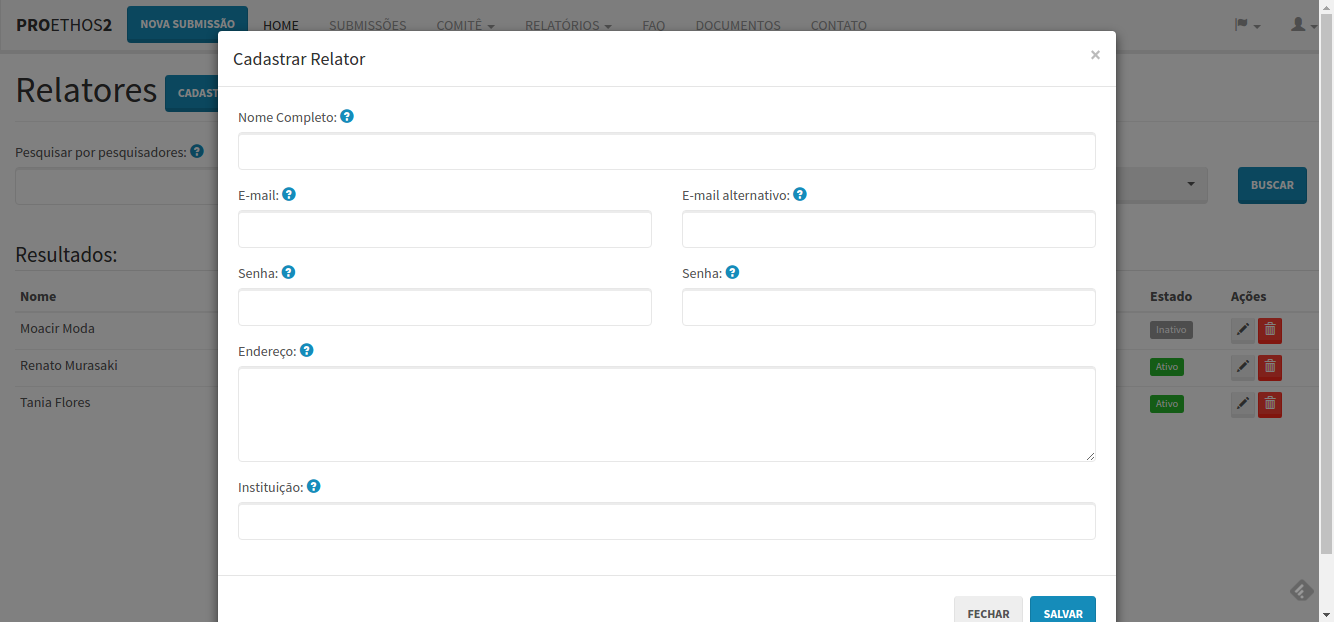 PROETHOS2 NOVA SUBMISSÃO HOME SUBMISSÕES COMITÊ RELATÓRIOS FAQ DOCUMENTOS CONTATO
Cadastrar Relator ×
Relatores
Nome Completo:
Pesquisar por pesquisadores:
BUSCAR
E-mail: E-mail alternativo:
Resultados:
Senha: Senha:
Nome Estado Ações
Moacir Moda Inativo
Endereço:
Renato Murasaki Ativo
Tania Flores Ativo
Instituição:
FECHAR SALVAR